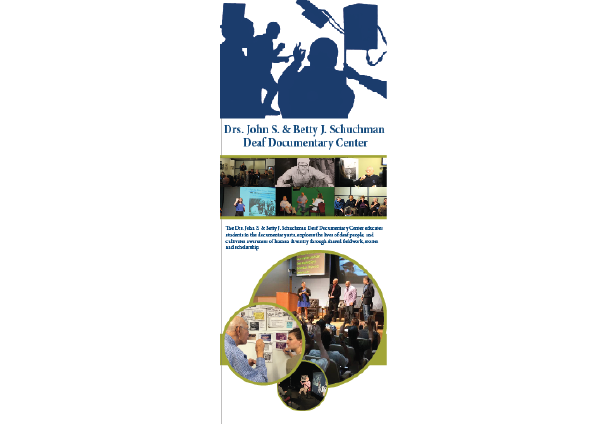 Drs. John S. & Betty J. Schuchman
Deaf Documentary Center
The Drs. John S. & Betty J. Schuchman Deaf Documentary Center educates
students in the documentary arts, explores the lives of deaf people, and
cultivates awareness of human diversity through shared fieldwork, stories
and scholarship